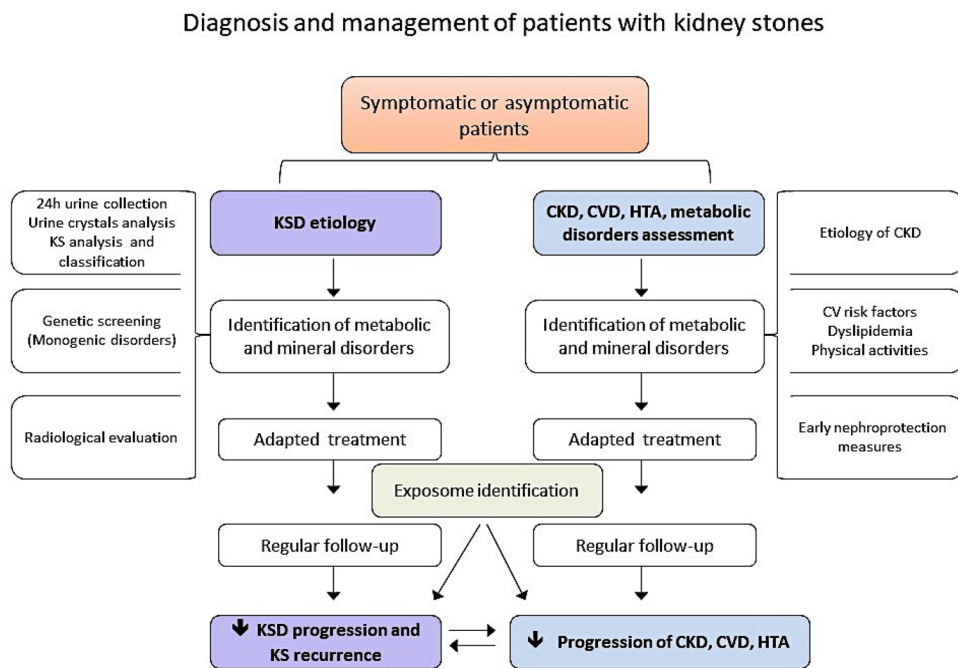 Diagnosis and management of patients with kidney stones
Symptomatic or asymptomatic
patients
24h urine collection
Urine crystals analysis
KS analysis and
classification
KSD etiology
CKD, CVD, HTA, metabolic
disorders assessment
Etiology of CKD
Genetic screening
(Monogenic disorders)
Identification of metabolic
and mineral disorders
Identification of metabolic
and mineral disorders
CV risk factors
Dyslipidemia
Physical activities
Radiological evaluation
Adapted treatment
Adapted treatment
Early nephroprotection
measures
Exposome identification
Regular follow-up
Regular follow-up
🡻 KSD progression and
KS recurrence
🡻 Progression of CKD, CVD, HTA